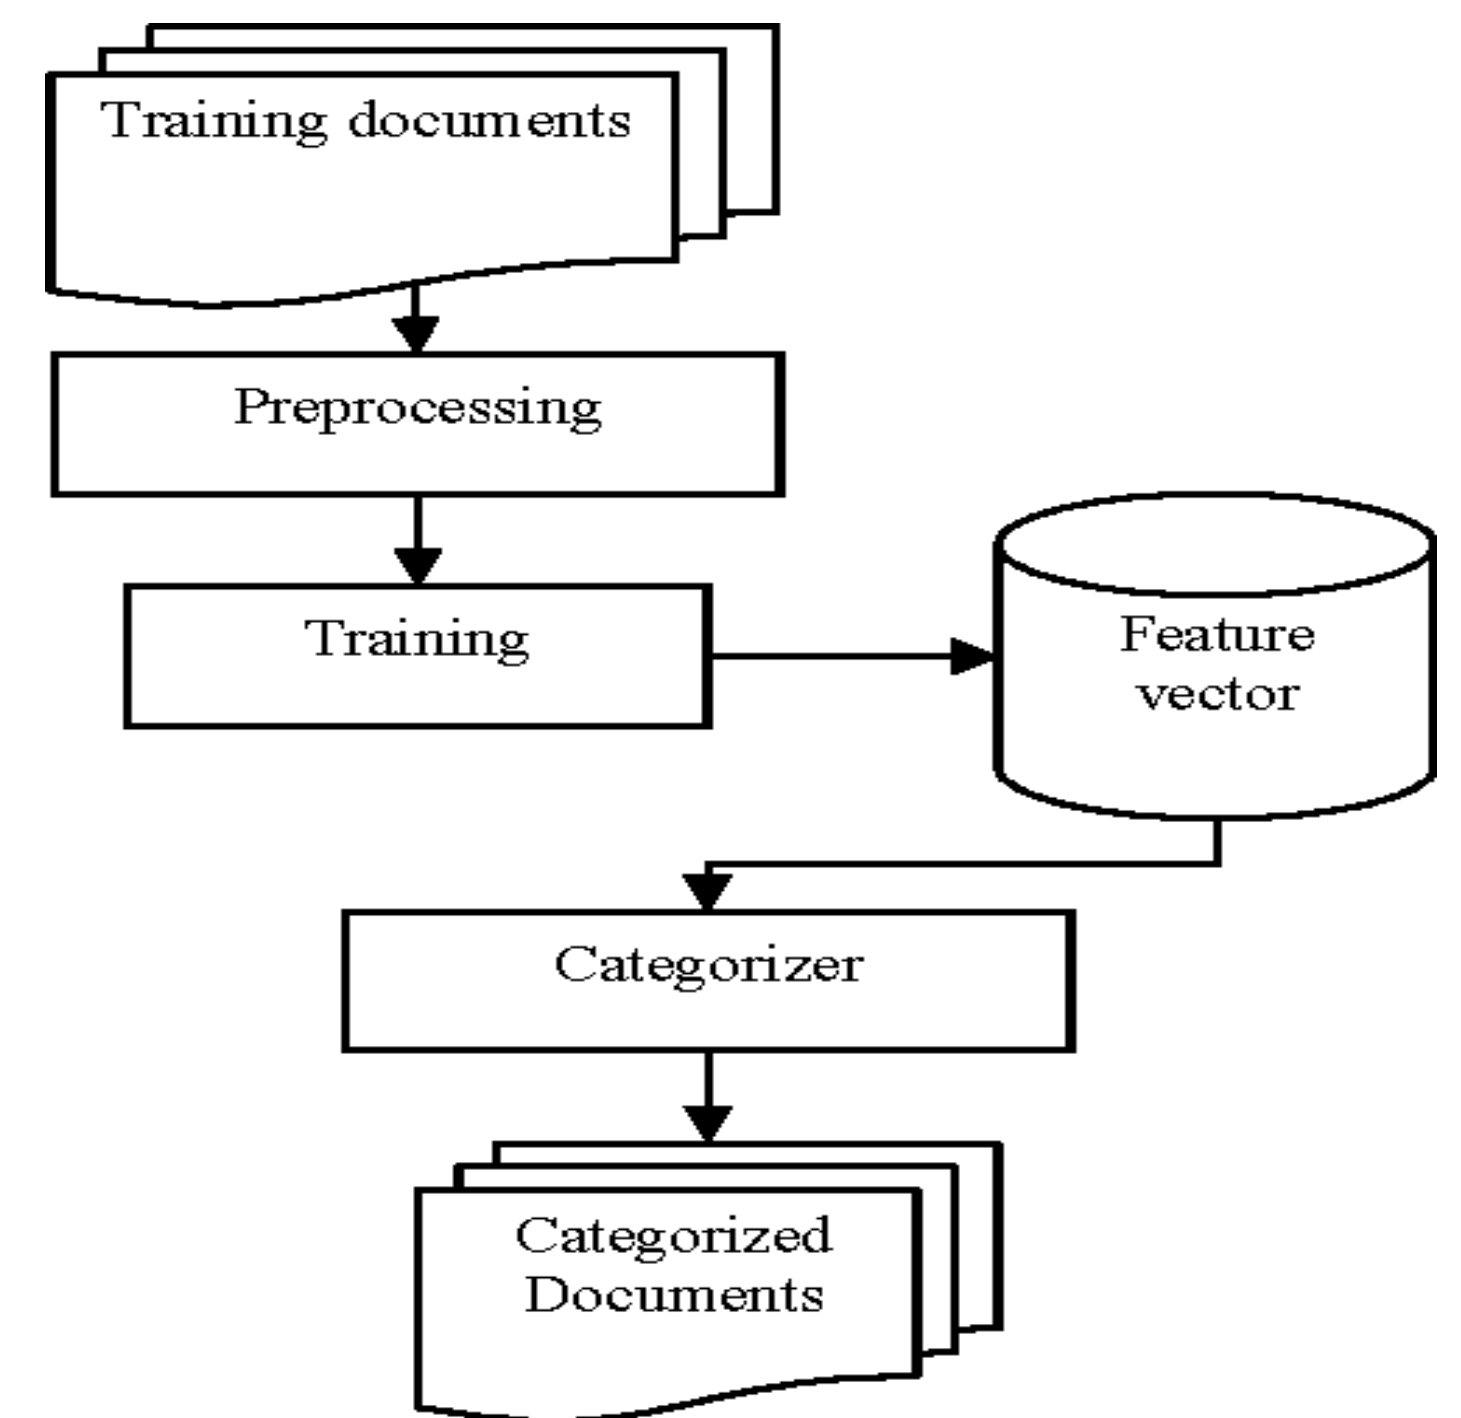 Training documents
Preprocessing
Training
Feature
vector
Categorizer
Categorized
Documents